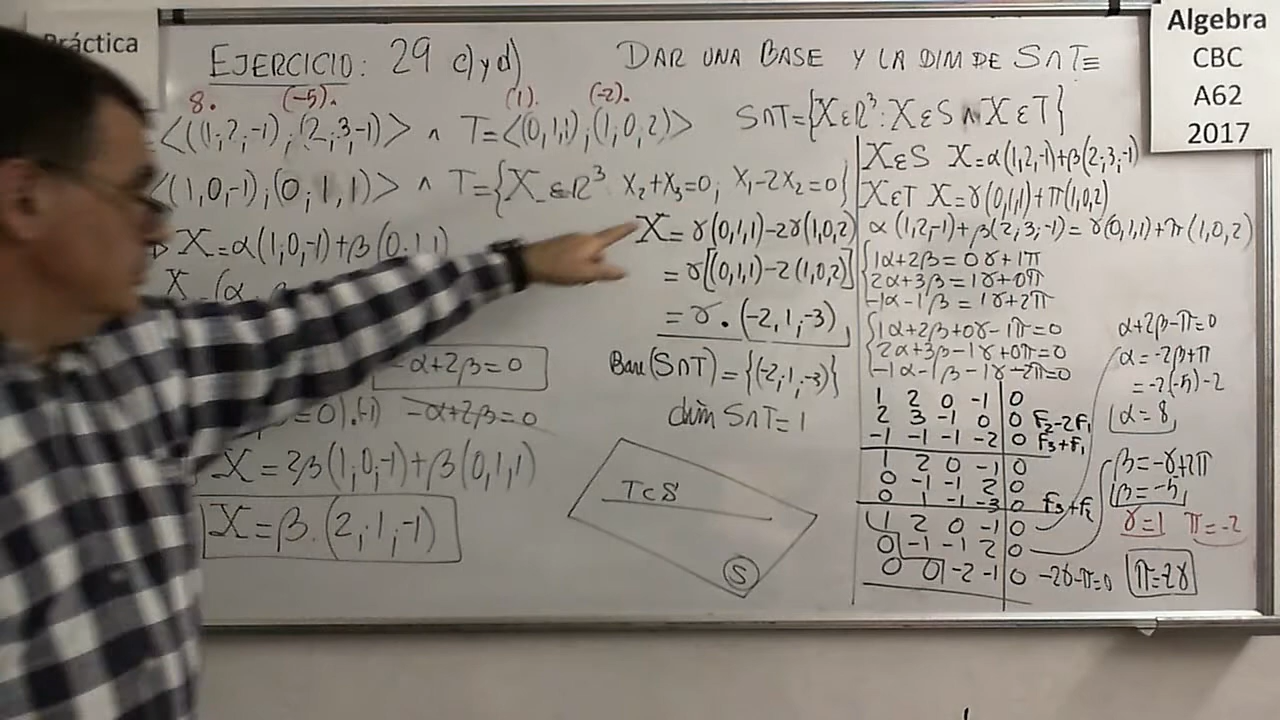 Práctica
Algebra
CBC
A62
2017
EJERCICIO: 29 c) y d)
DAR UNA BASE Y LA DIM DE S∩T=
8. (-5). (1). (-2).
<(1,2,-1);(2,3,-1)> ∧ T=<(0,1,1);(1,0,2)>
<(1,0,-1);(0;1,1)> ∧ T={X∈R³ X₂+X₃=0; X₁-2X₂=0}
X=α(1,0,-1)+β(0,1,1)
-α+2β=0
=0).(-1) -α+2β=0
X=2β(1,0,-1)+β(0,1,1)
X=β.(2,1,-1)
S∩T={X∈R³: X∈S ∧ X∈T}
X=γ(0,1,1)-2γ(1,0,2)
=γ[(0,1,1)-2(1,0,2)]
=γ.(-2,1,-3)
Base(S∩T)={(-2,1,-3)}
dim S∩T=1
T⊂S
S
X∈S X=α(1,2,-1)+β(2,3,-1)
X∈T X=γ(0,1,1)+π(1,0,2)
α(1,2,-1)+β(2,3,-1)=γ(0,1,1)+π(1,0,2)
1α+2β=0γ+1π
2α+3β=1γ+0π
-1α-1β=1γ+2π
1α+2β+0γ-1π=0
2α+3β-1γ+0π=0
-1α-1β-1γ-2π=0
1 2 0 -1 0
2 3 -1 0 0 F₂-2F₁
-1 -1 -1 -2 0 F₃+F₁
1 2 0 -1 0
0 -1 -1 2 0
0 1 -1 -3 0 F₃+F₂
1 2 0 -1 0
0 -1 -1 2 0
0 0 -2 -1 0 -2γ-π=0 π=-2γ
α+2β-π=0
α=-2β+π
=-2(-5)-2
α=8
β=-γ+2π
β=-5
γ=1 π=-2